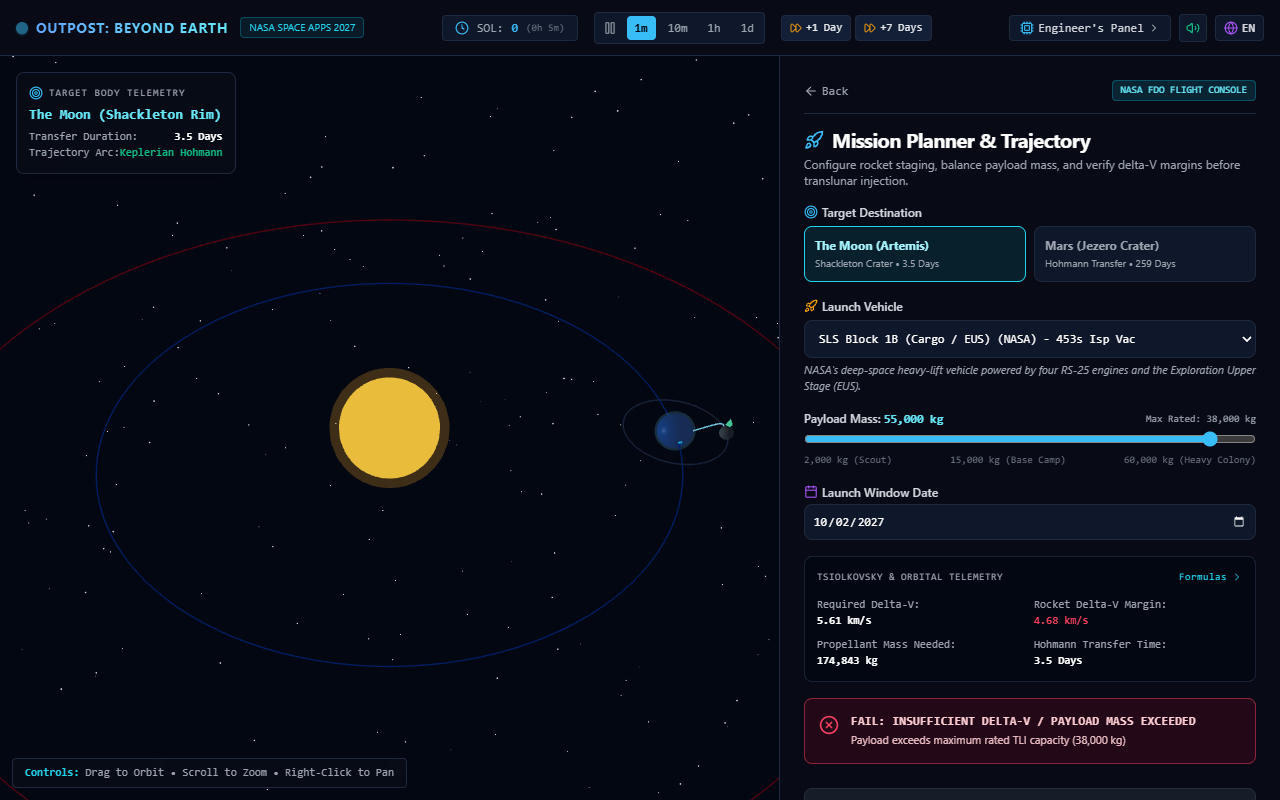 OUTPOST: BEYOND EARTH
NASA SPACE APPS 2027
SOL: 0 (0h 5m)
1m 10m 1h 1d
+1 Day
+7 Days
Engineer's Panel
EN
TARGET BODY TELEMETRY
The Moon (Shackleton Rim)
Transfer Duration: 3.5 Days
Trajectory Arc:Keplerian Hohmann
Controls: Drag to Orbit • Scroll to Zoom • Right-Click to Pan
Back
NASA FDO FLIGHT CONSOLE
Mission Planner & Trajectory
Configure rocket staging, balance payload mass, and verify delta-V margins before
translunar injection.
Target Destination
The Moon (Artemis)
Shackleton Crater • 3.5 Days
Mars (Jezero Crater)
Hohmann Transfer • 259 Days
Launch Vehicle
SLS Block 1B (Cargo / EUS) (NASA) - 453s Isp Vac
NASA's deep-space heavy-lift vehicle powered by four RS-25 engines and the Exploration Upper
Stage (EUS).
Payload Mass: 55,000 kg
Max Rated: 38,000 kg
2,000 kg (Scout)
15,000 kg (Base Camp)
60,000 kg (Heavy Colony)
Launch Window Date
10/02/2027
TSIOLKOVSKY & ORBITAL TELEMETRY
Formulas
Required Delta-V:
5.61 km/s
Rocket Delta-V Margin:
4.68 km/s
Propellant Mass Needed:
174,843 kg
Hohmann Transfer Time:
3.5 Days
FAIL: INSUFFICIENT DELTA-V / PAYLOAD MASS EXCEEDED
Payload exceeds maximum rated TLI capacity (38,000 kg)